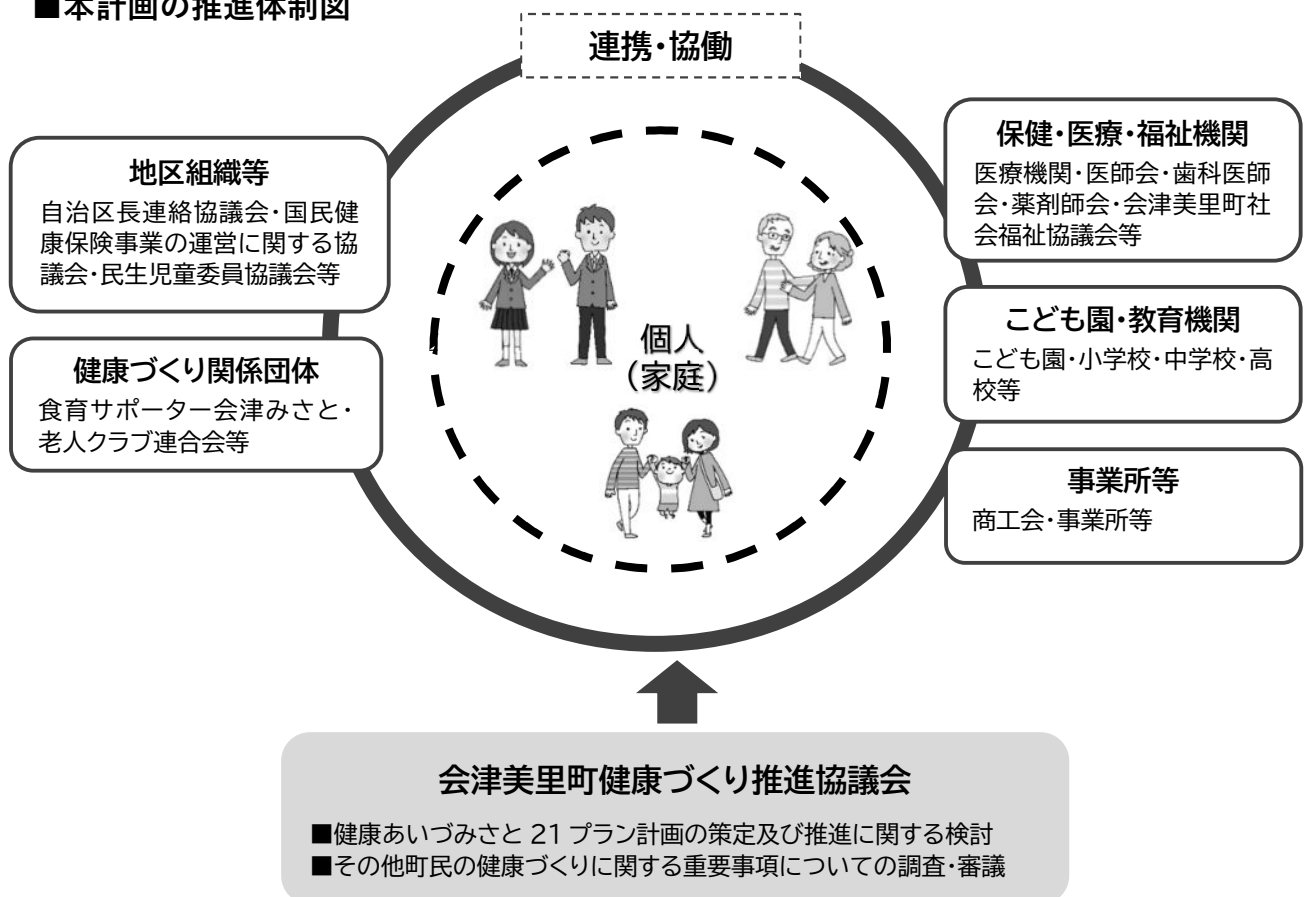 ■本計画の推進体制図
連携・協働
地区組織等
自治区長連絡協議会・国民健
康保険事業の運営に関する協
議会・民生児童委員協議会等
健康づくり関係団体
食育サポーター会津みさと・
老人クラブ連合会等
個人
（家庭）
保健・医療・福祉機関
医療機関・医師会・歯科医師
会・薬剤師会・会津美里町社
会福祉協議会等
こども園・教育機関
こども園・小学校・中学校・高
校等
事業所等
商工会・事業所等
会津美里町健康づくり推進協議会
■健康あいづみさと 21 プラン計画の策定及び推進に関する検討
■その他町民の健康づくりに関する重要事項についての調査・審議